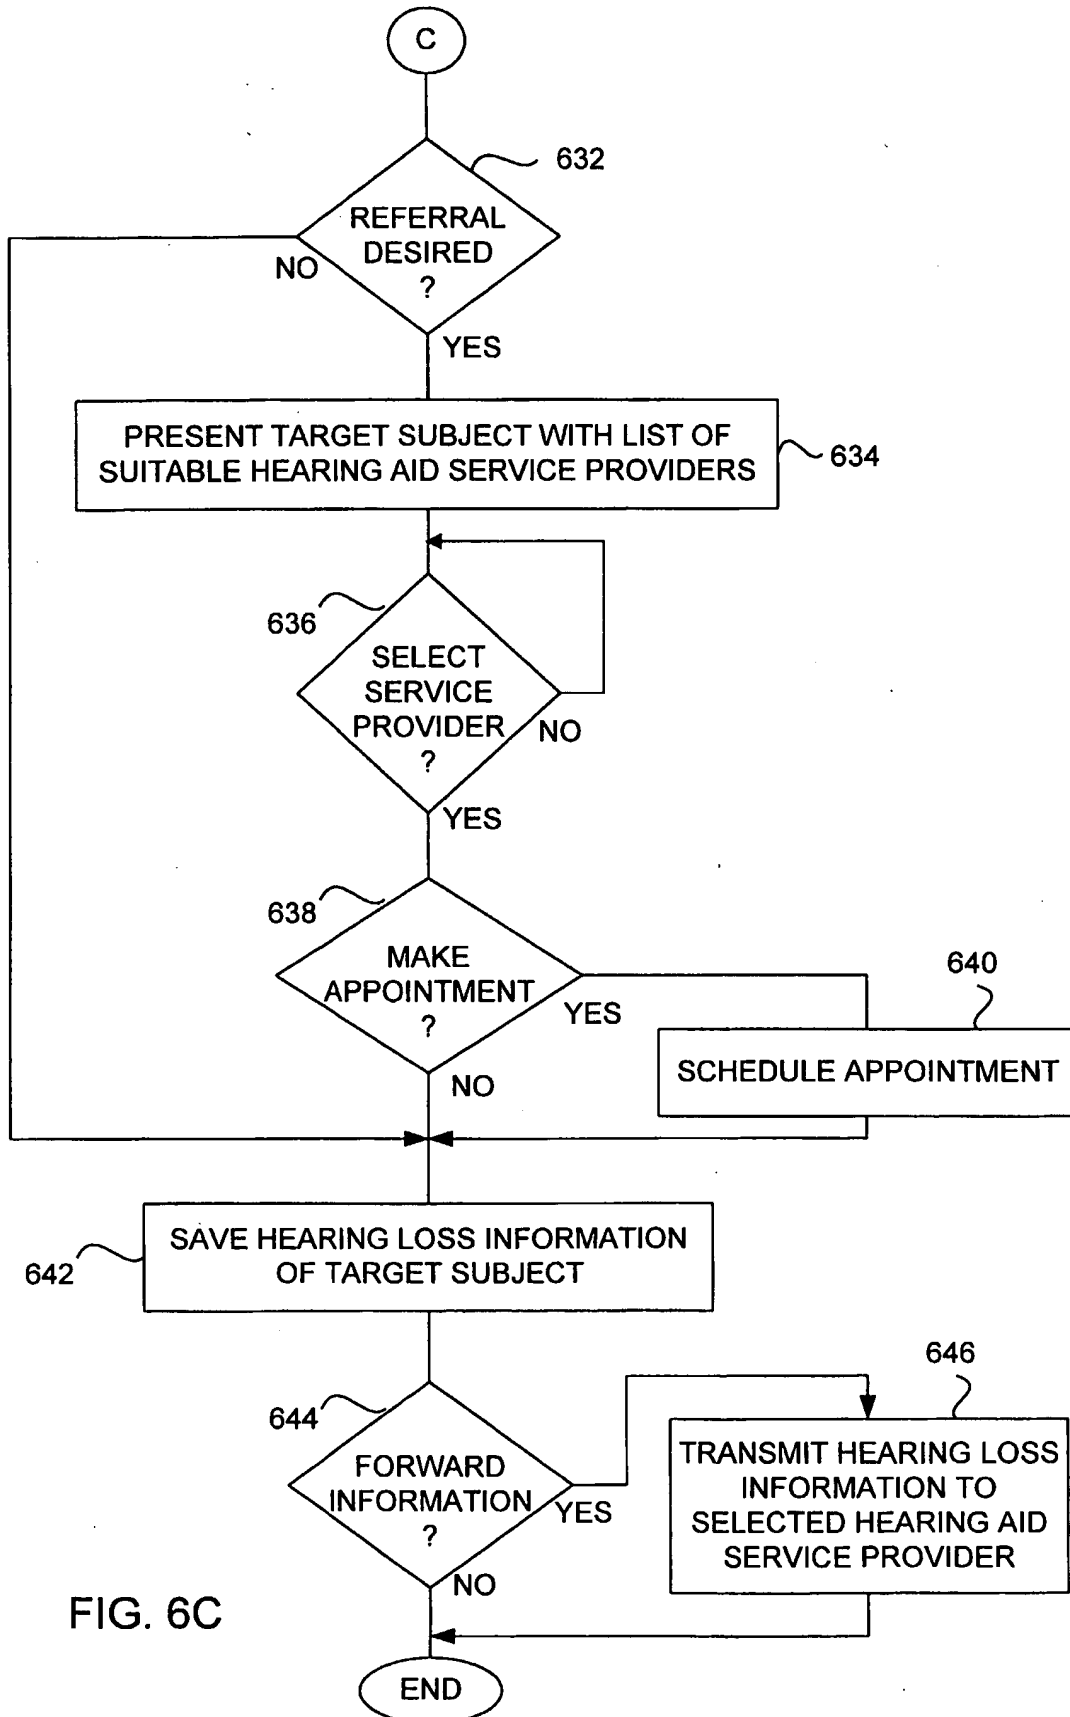 C
632
REFERRAL
DESIRED
?
NO
YES
PRESENT TARGET SUBJECT WITH LIST OF
SUITABLE HEARING AID SERVICE PROVIDERS
634
636
SELECT
SERVICE
PROVIDER
?
NO
YES
638
MAKE
APPOINTMENT
?
YES
NO
640
SCHEDULE APPOINTMENT
642
SAVE HEARING LOSS INFORMATION
OF TARGET SUBJECT
644
FORWARD
INFORMATION
?
YES
NO
646
TRANSMIT HEARING LOSS
INFORMATION TO
SELECTED HEARING AID
SERVICE PROVIDER
FIG. 6C
END